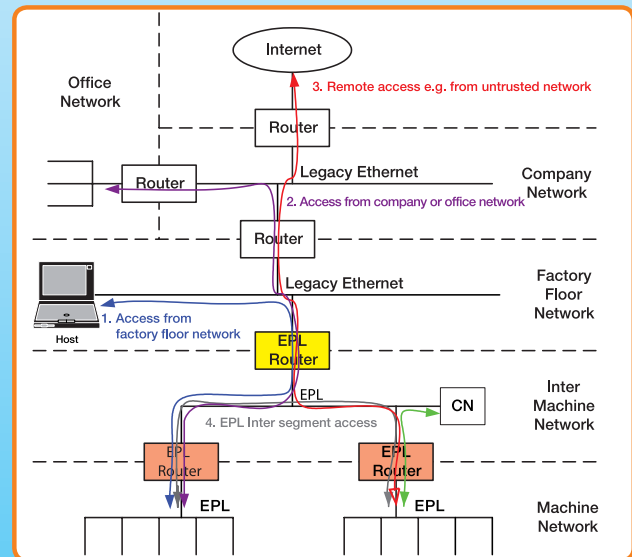 Internet
Office
Network
3. Remote access e.g. from untrusted network
Router
Legacy Ethernet
Router
Company
Network
2. Access from company or office network
Router
Legacy Ethernet
Factory
Floor
Network
1. Access from
factory floor network
Host
EPL
Router
EPL
Inter
Machine
Network
CN
4. EPL Inter segment access
EPL
Router
EPL
Router
EPL
EPL
Machine
Network